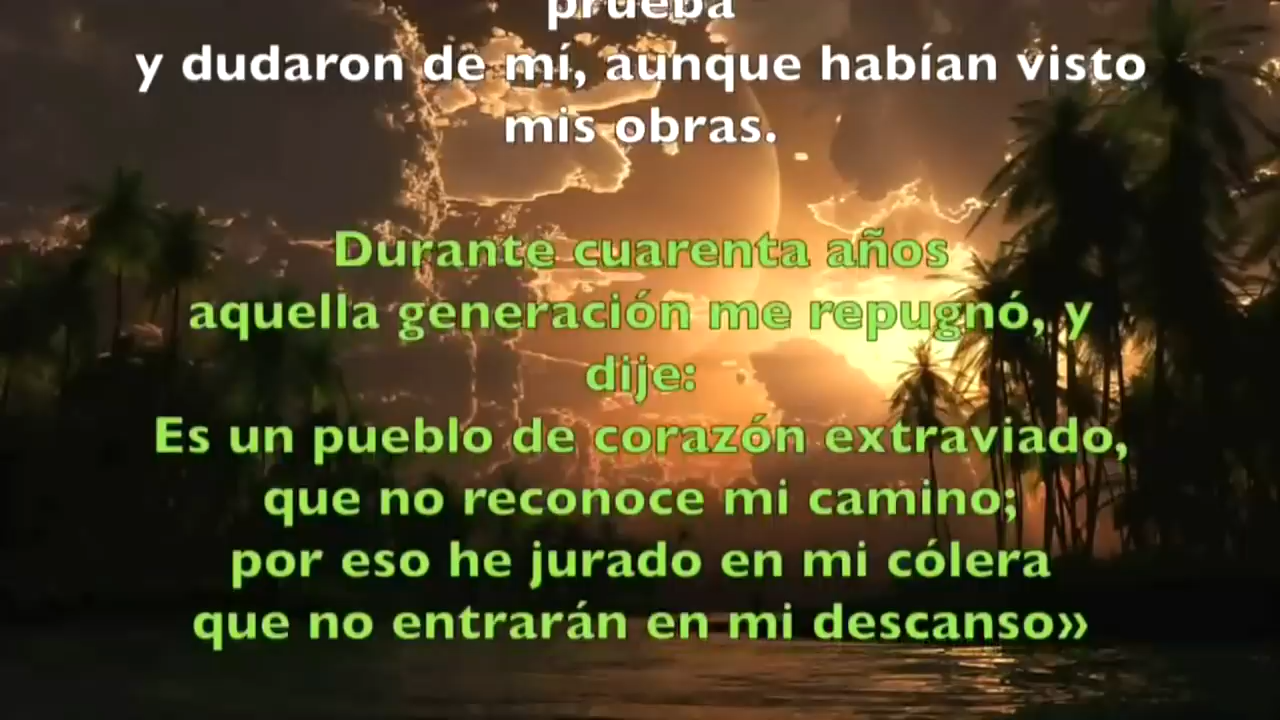 prueba
y dudaron de mí, aunque habían visto
mis obras.
Durante cuarenta años
aquella generación me repugnó, y
dije:
Es un pueblo de corazón extraviado,
que no reconoce mi camino;
por eso he jurado en mi cólera
que no entrarán en mi descanso»